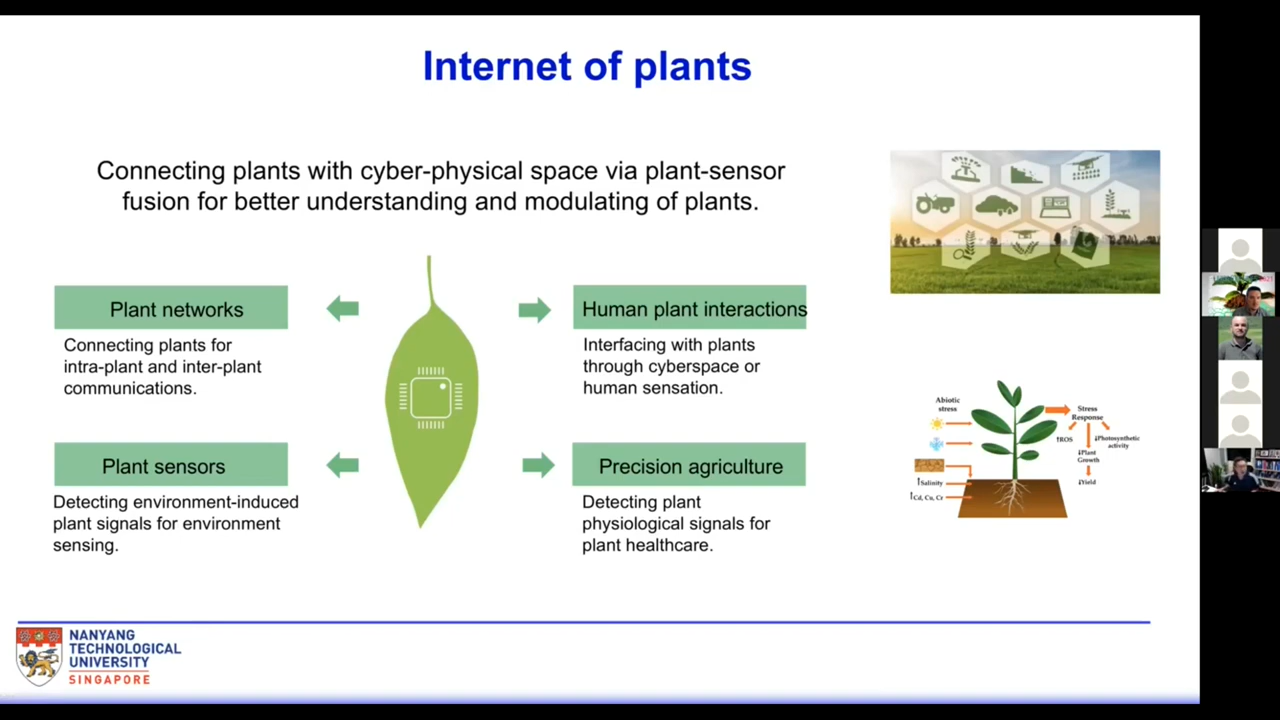 Internet of plants
Connecting plants with cyber-physical space via plant-sensor
fusion for better understanding and modulating of plants.
Plant networks
Connecting plants for
intra-plant and inter-plant
communications.
Human plant interactions
Interfacing with plants
through cyberspace or
human sensation.
Plant sensors
Detecting environment-induced
plant signals for environment
sensing.
Precision agriculture
Detecting plant
physiological signals for
plant healthcare.
Abiotic
stress
Stress
Response
↑ROS
↓Photosynthetic
activity
↓Plant
Growth
↓Yield
↑Salinity
↑Cd, Cu, Cr
NANYANG
TECHNOLOGICAL
UNIVERSITY
SINGAPORE